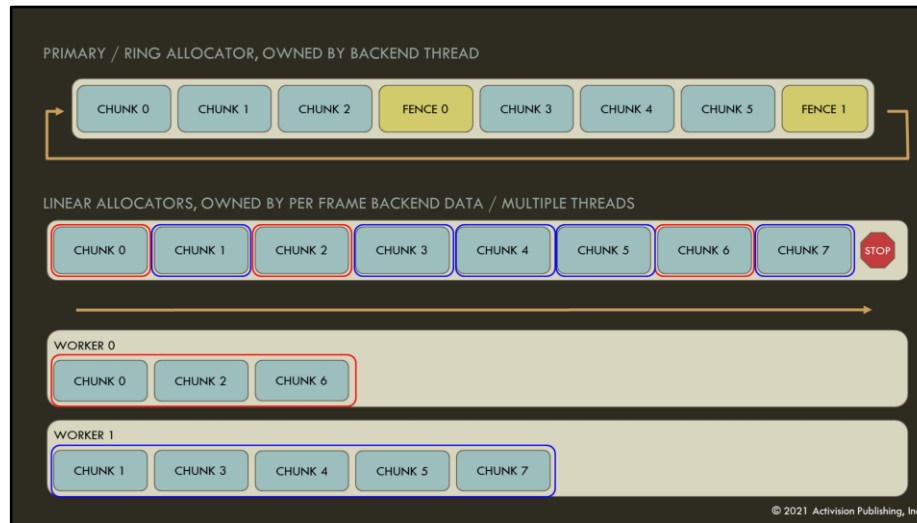 PRIMARY / RING ALLOCATOR, OWNED BY BACKEND THREAD
CHUNK 0 CHUNK 1 CHUNK 2 FENCE 0 CHUNK 3 CHUNK 4 CHUNK 5 FENCE 1
LINEAR ALLOCATORS, OWNED BY PER FRAME BACKEND DATA / MULTIPLE THREADS
CHUNK 0 CHUNK 1 CHUNK 2 CHUNK 3 CHUNK 4 CHUNK 5 CHUNK 6 CHUNK 7 STOP
WORKER 0
CHUNK 0 CHUNK 2 CHUNK 6
WORKER 1
CHUNK 1 CHUNK 3 CHUNK 4 CHUNK 5 CHUNK 7
© 2021 Activision Publishing, Inc